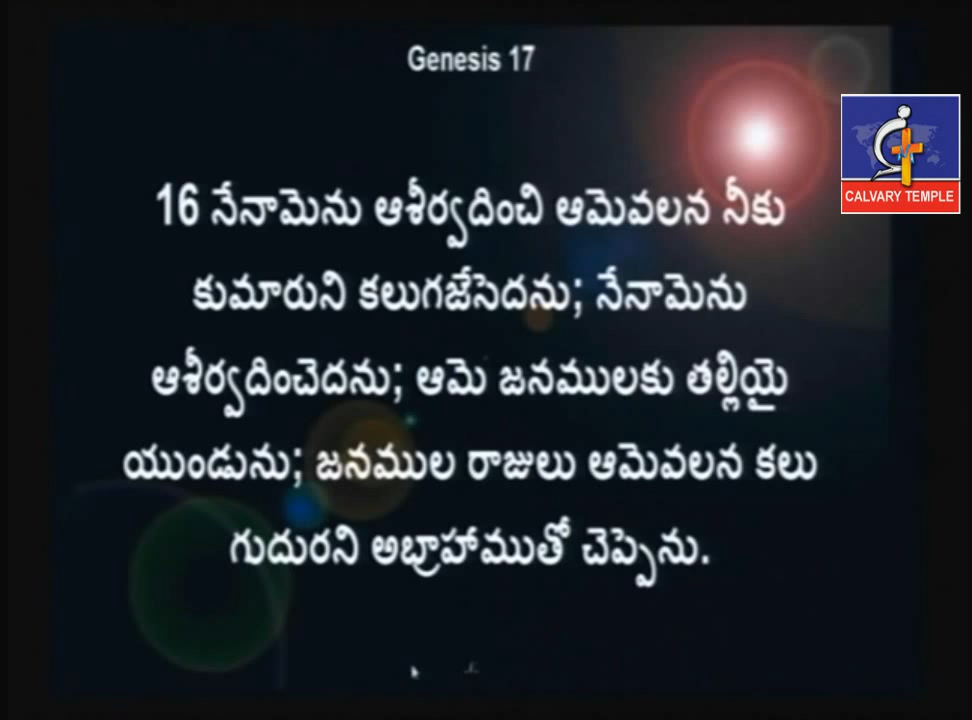 Genesis 17
CALVARY TEMPLE
16 నేనామెను ఆశీర్వదించి ఆమెవలన నీకు
కుమారుని కలుగజేసెదను; నేనామెను
ఆశీర్వదించెదను; ఆమె జనములకు తల్లియై
యుండును; జనముల రాజులు ఆమెవలన కలు
గుదురని అబ్రాహాముతో చెప్పెను.